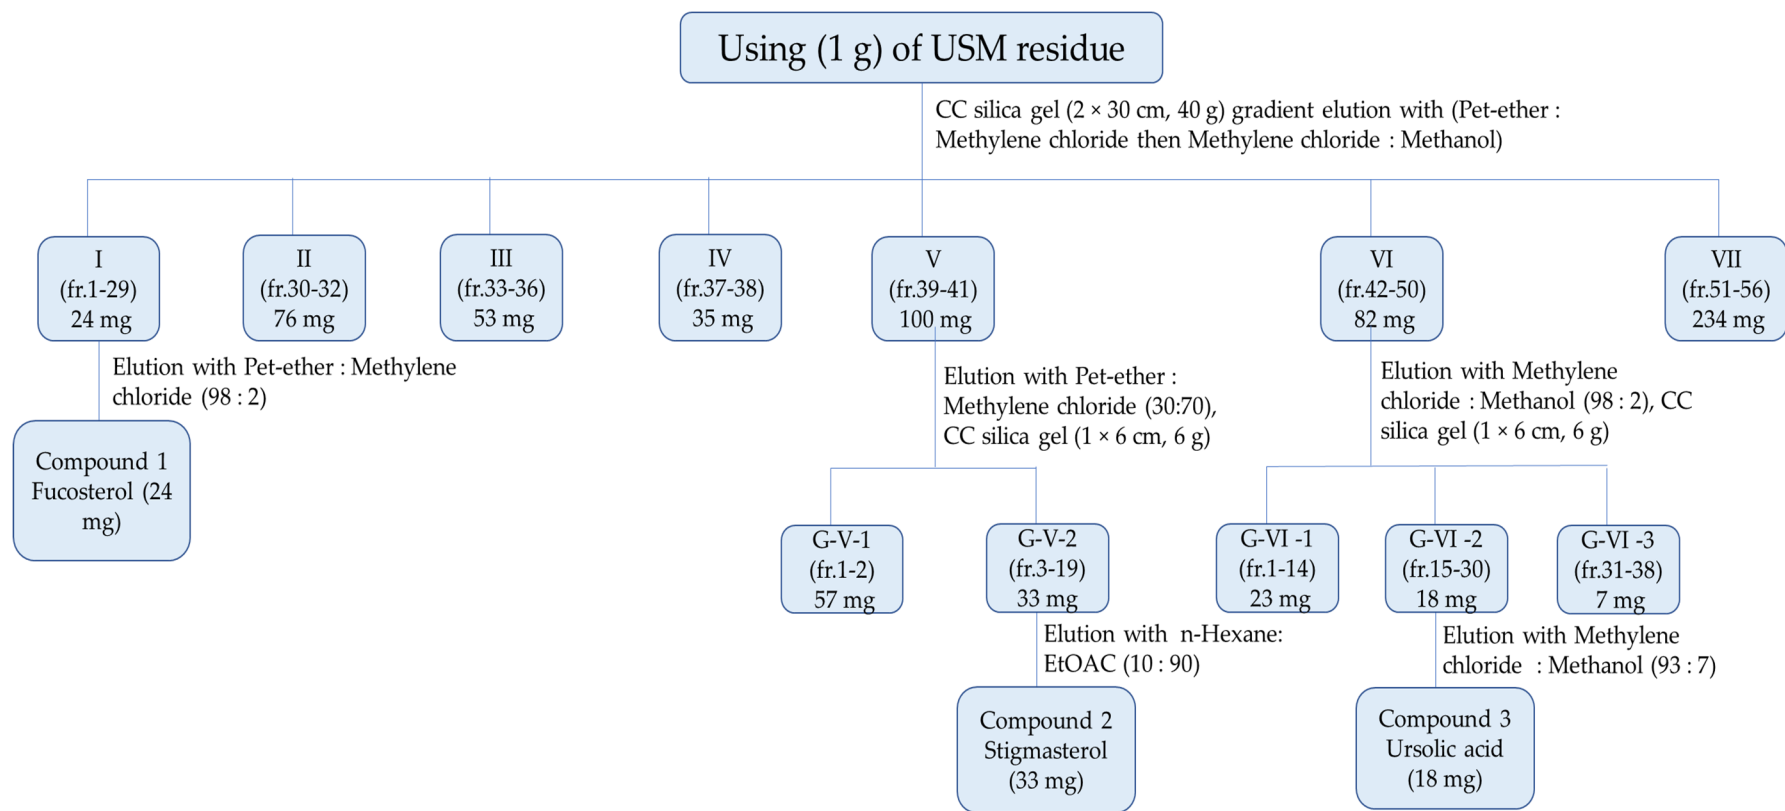 Using (1 g) of USM residue
CC silica gel (2 × 30 cm, 40 g) gradient elution with (Pet-ether :
Methylene chloride then Methylene chloride : Methanol)
I
(fr.1-29)
24 mg
II
(fr.30-32)
76 mg
III
(fr.33-36)
53 mg
IV
(fr.37-38)
35 mg
V
(fr.39-41)
100 mg
VI
(fr.42-50)
82 mg
VII
(fr.51-56)
234 mg
Elution with Pet-ether : Methylene
chloride (98 : 2)
Elution with Pet-ether :
Methylene chloride (30:70),
CC silica gel (1 × 6 cm, 6 g)
Elution with Methylene
chloride : Methanol (98 : 2), CC
silica gel (1 × 6 cm, 6 g)
Compound 1
Fucosterol (24
mg)
G-V-1
(fr.1-2)
57 mg
G-V-2
(fr.3-19)
33 mg
G-VI -1
(fr.1-14)
23 mg
G-VI -2
(fr.15-30)
18 mg
G-VI -3
(fr.31-38)
7 mg
Elution with n-Hexane:
EtOAC (10 : 90)
Elution with Methylene
chloride : Methanol (93 : 7)
Compound 2
Stigmasterol
(33 mg)
Compound 3
Ursolic acid
(18 mg)